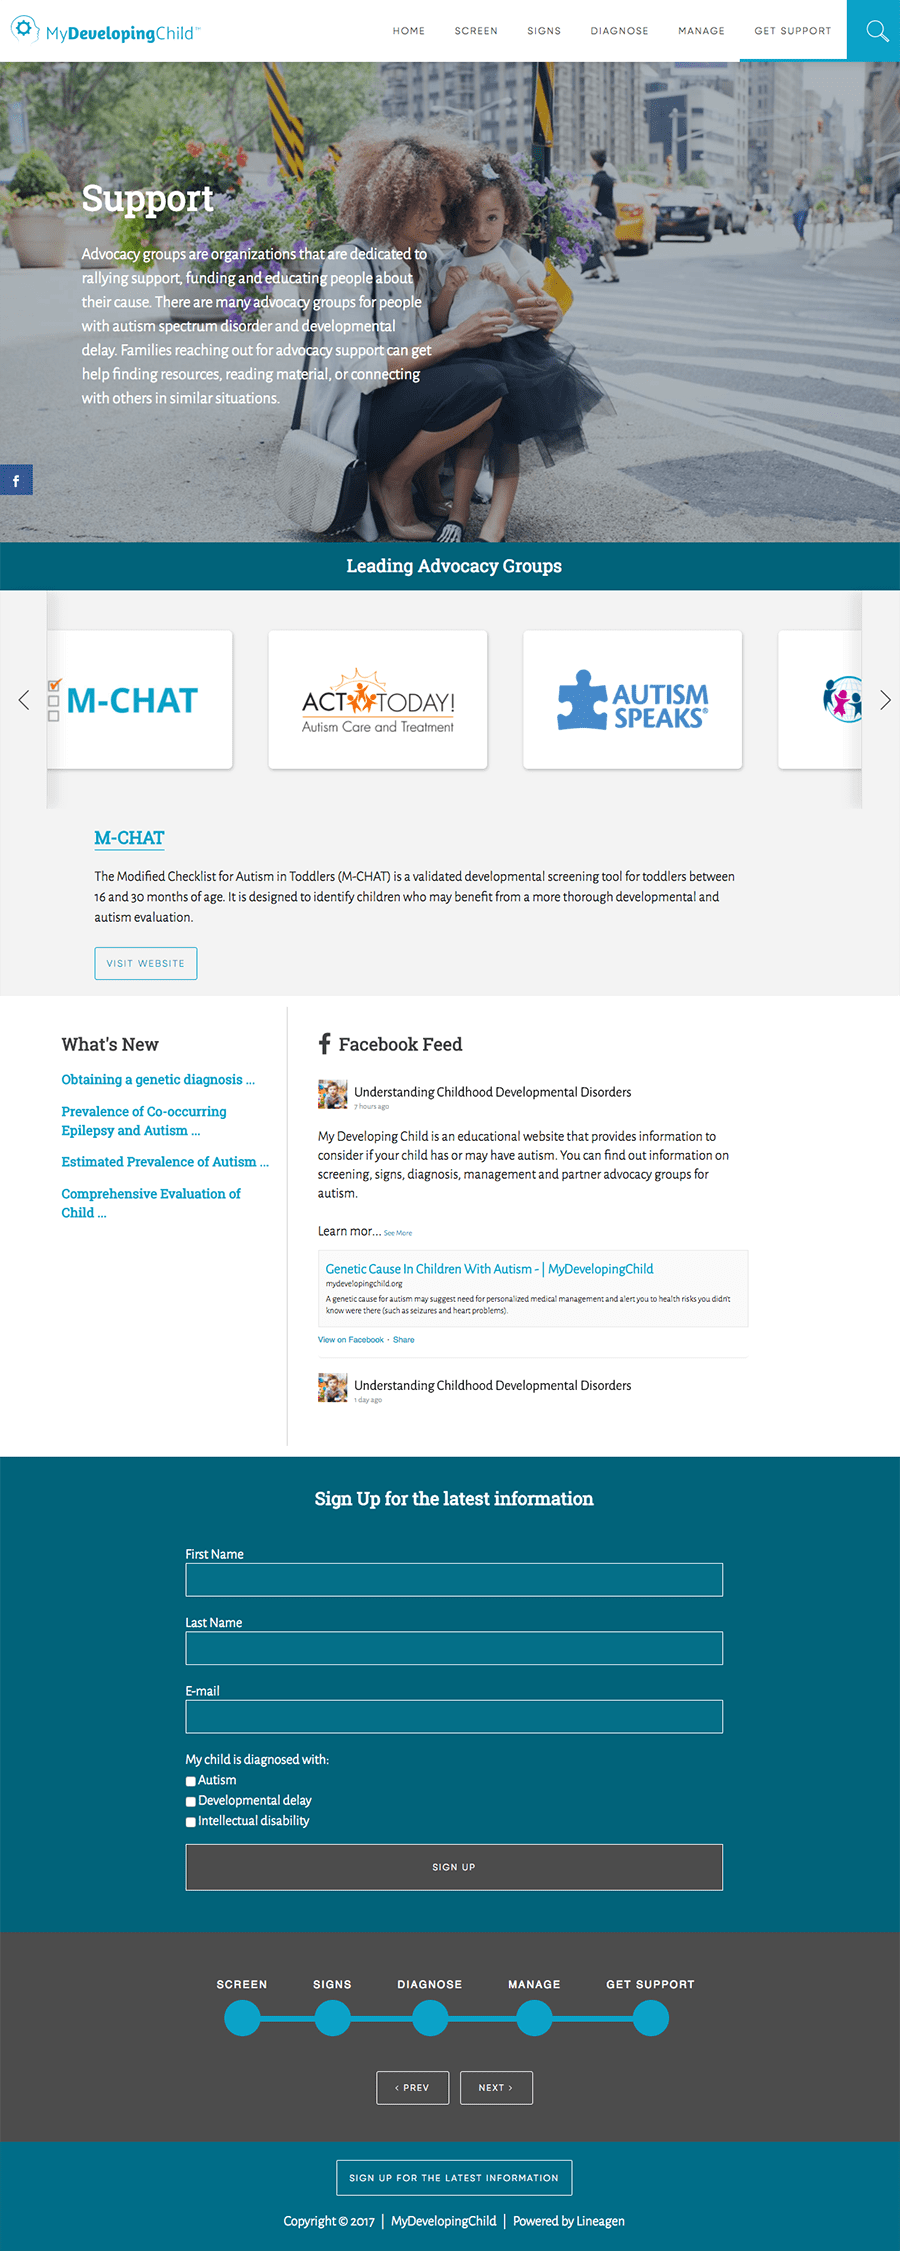 MyDevelopingChild™
HOME SCREEN SIGNS DIAGNOSE MANAGE GET SUPPORT
Support
Advocacy groups are organizations that are dedicated to
rallying support, funding and educating people about
their cause. There are many advocacy groups for people
with autism spectrum disorder and developmental
delay. Families reaching out for advocacy support can get
help finding resources, reading material, or connecting
with others in similar situations.
f
Leading Advocacy Groups
M-CHAT
ACT TODAY!
Autism Care and Treatment
AUTISM
SPEAKS®
M-CHAT
The Modified Checklist for Autism in Toddlers (M-CHAT) is a validated developmental screening tool for toddlers between
16 and 30 months of age. It is designed to identify children who may benefit from a more thorough developmental and
autism evaluation.
VISIT WEBSITE
What's New
Obtaining a genetic diagnosis ...
Prevalence of Co-occurring
Epilepsy and Autism ...
Estimated Prevalence of Autism ...
Comprehensive Evaluation of
Child ...
f Facebook Feed
Understanding Childhood Developmental Disorders
7 hours ago
My Developing Child is an educational website that provides information to
consider if your child has or may have autism. You can find out information on
screening, signs, diagnosis, management and partner advocacy groups for
autism.
Learn mor... See More
Genetic Cause In Children With Autism - | MyDevelopingChild
mydevelopingchild.org
A genetic cause for autism may suggest need for personalized medical management and alert you to health risks you didn't
know were there (such as seizures and heart problems).
View on Facebook · Share
Understanding Childhood Developmental Disorders
1 day ago
Sign Up for the latest information
First Name
Last Name
E-mail
My child is diagnosed with:
Autism
Developmental delay
Intellectual disability
SIGN UP
SCREEN SIGNS DIAGNOSE MANAGE GET SUPPORT
‹ PREV NEXT ›
SIGN UP FOR THE LATEST INFORMATION
Copyright © 2017 | MyDevelopingChild | Powered by Lineagen